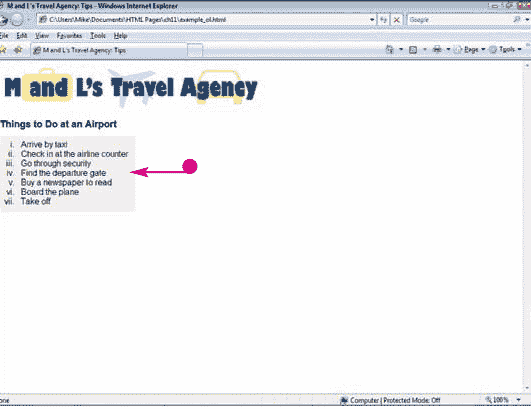 M and L's Travel Agency: Tips - Windows Internet Explorer
C:\Users\Mike\Documents\HTML Pages\ch11\example_ol.html
Google
File Edit View Favorites Tools Help
M and L's Travel Agency: Tips
Page Tools
M and L's Travel Agency
Things to Do at an Airport
i. Arrive by taxi
ii. Check in at the airline counter
iii. Go through security
iv. Find the departure gate
v. Buy a newspaper to read
vi. Board the plane
vii. Take off
one
Computer | Protected Mode: Off
100%